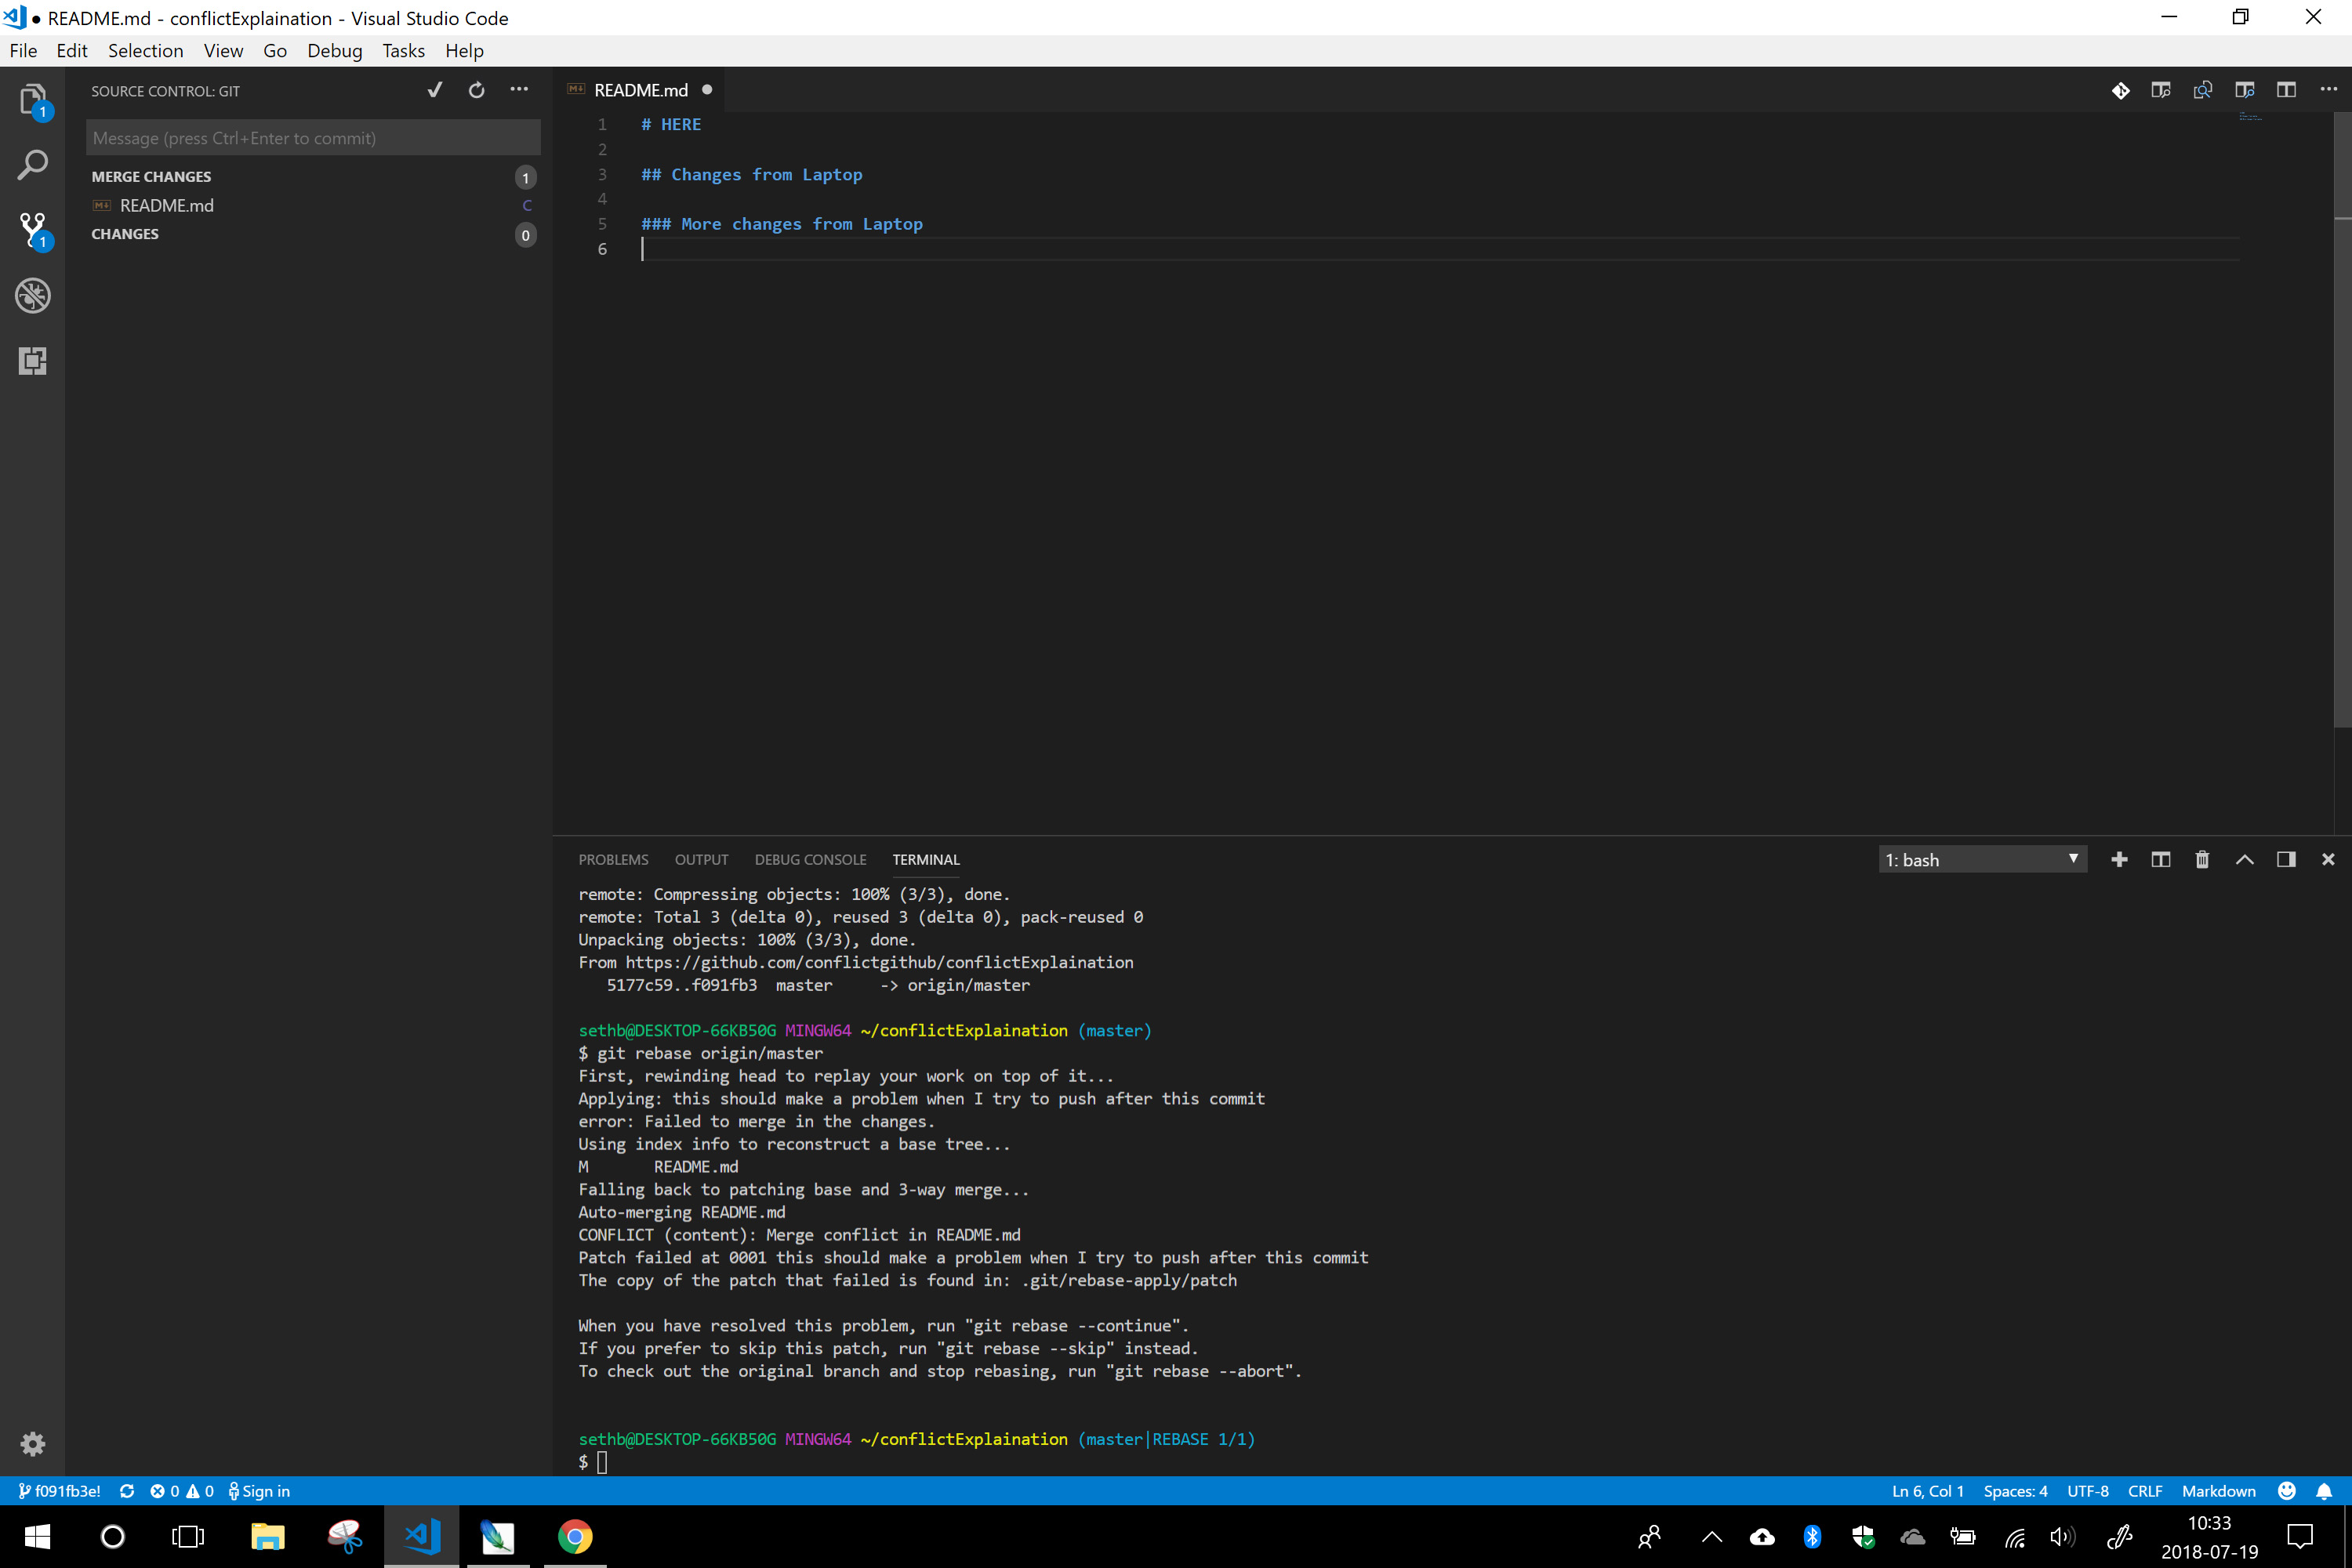 ● README.md - conflictExplaination - Visual Studio Code
File Edit Selection View Go Debug Tasks Help
1
SOURCE CONTROL: GIT
Message (press Ctrl+Enter to commit)
MERGE CHANGES 1
README.md C
CHANGES 0
1
README.md ●
1 # HERE
2
3 ## Changes from Laptop
4
5 ### More changes from Laptop
6
PROBLEMS OUTPUT DEBUG CONSOLE TERMINAL
1: bash
remote: Compressing objects: 100% (3/3), done.
remote: Total 3 (delta 0), reused 3 (delta 0), pack-reused 0
Unpacking objects: 100% (3/3), done.
From https://github.com/conflictgithub/conflictExplaination
5177c59..f091fb3 master -> origin/master
sethb@DESKTOP-66KB50G MINGW64 ~/conflictExplaination (master)
$ git rebase origin/master
First, rewinding head to replay your work on top of it...
Applying: this should make a problem when I try to push after this commit
error: Failed to merge in the changes.
Using index info to reconstruct a base tree...
M README.md
Falling back to patching base and 3-way merge...
Auto-merging README.md
CONFLICT (content): Merge conflict in README.md
Patch failed at 0001 this should make a problem when I try to push after this commit
The copy of the patch that failed is found in: .git/rebase-apply/patch
When you have resolved this problem, run "git rebase --continue".
If you prefer to skip this patch, run "git rebase --skip" instead.
To check out the original branch and stop rebasing, run "git rebase --abort".
sethb@DESKTOP-66KB50G MINGW64 ~/conflictExplaination (master|REBASE 1/1)
$
f091fb3e! 0 0 Sign in
Ln 6, Col 1 Spaces: 4 UTF-8 CRLF Markdown
10:33
2018-07-19